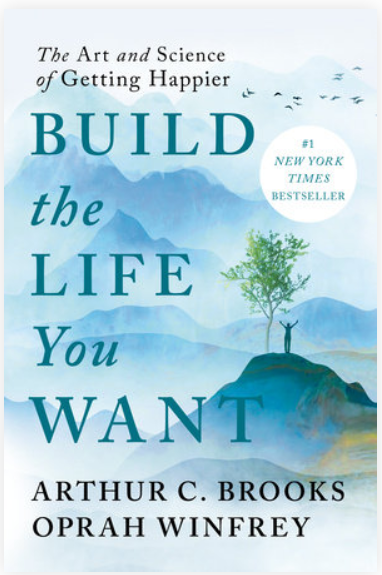 The Art and Science
of Getting Happier
BUILD
the
LIFE
You
WANT
#1
NEW YORK
TIMES
BESTSELLER
ARTHUR C. BROOKS
OPRAH WINFREY